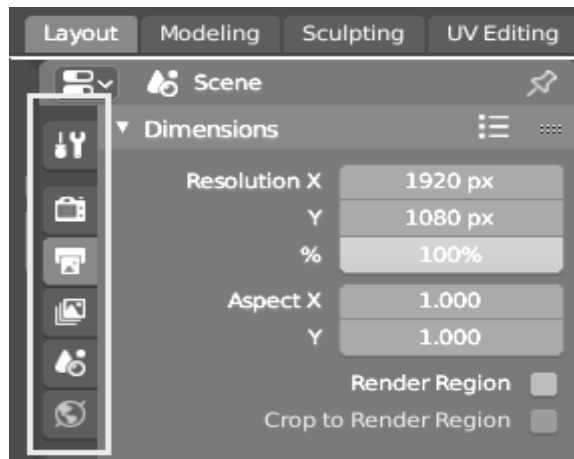 Layout Modeling Sculpting UV Editing
Scene
Dimensions
Resolution X 1920 px
Y 1080 px
% 100%
Aspect X 1.000
Y 1.000
Render Region
Crop to Render Region